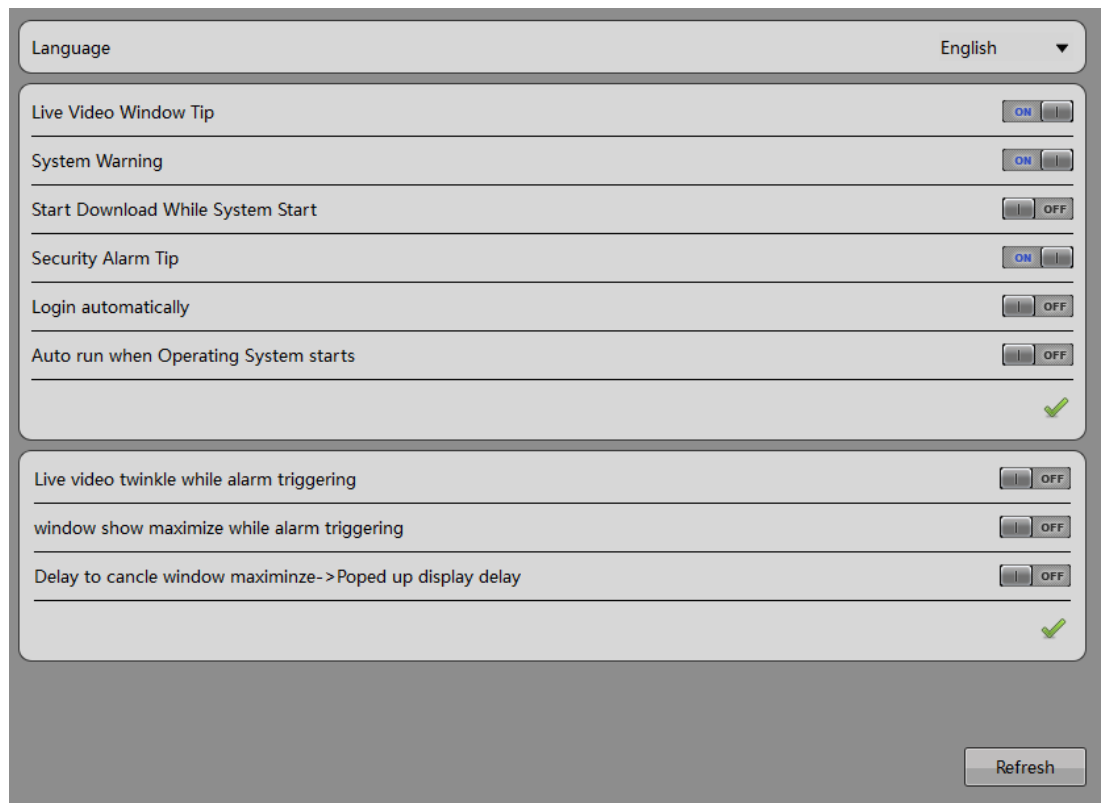 Language English
Live Video Window Tip ON
System Warning ON
Start Download While System Start OFF
Security Alarm Tip ON
Login automatically OFF
Auto run when Operating System starts OFF
Live video twinkle while alarm triggering OFF
window show maximize while alarm triggering OFF
Delay to cancle window maximinze->Poped up display delay OFF
Refresh